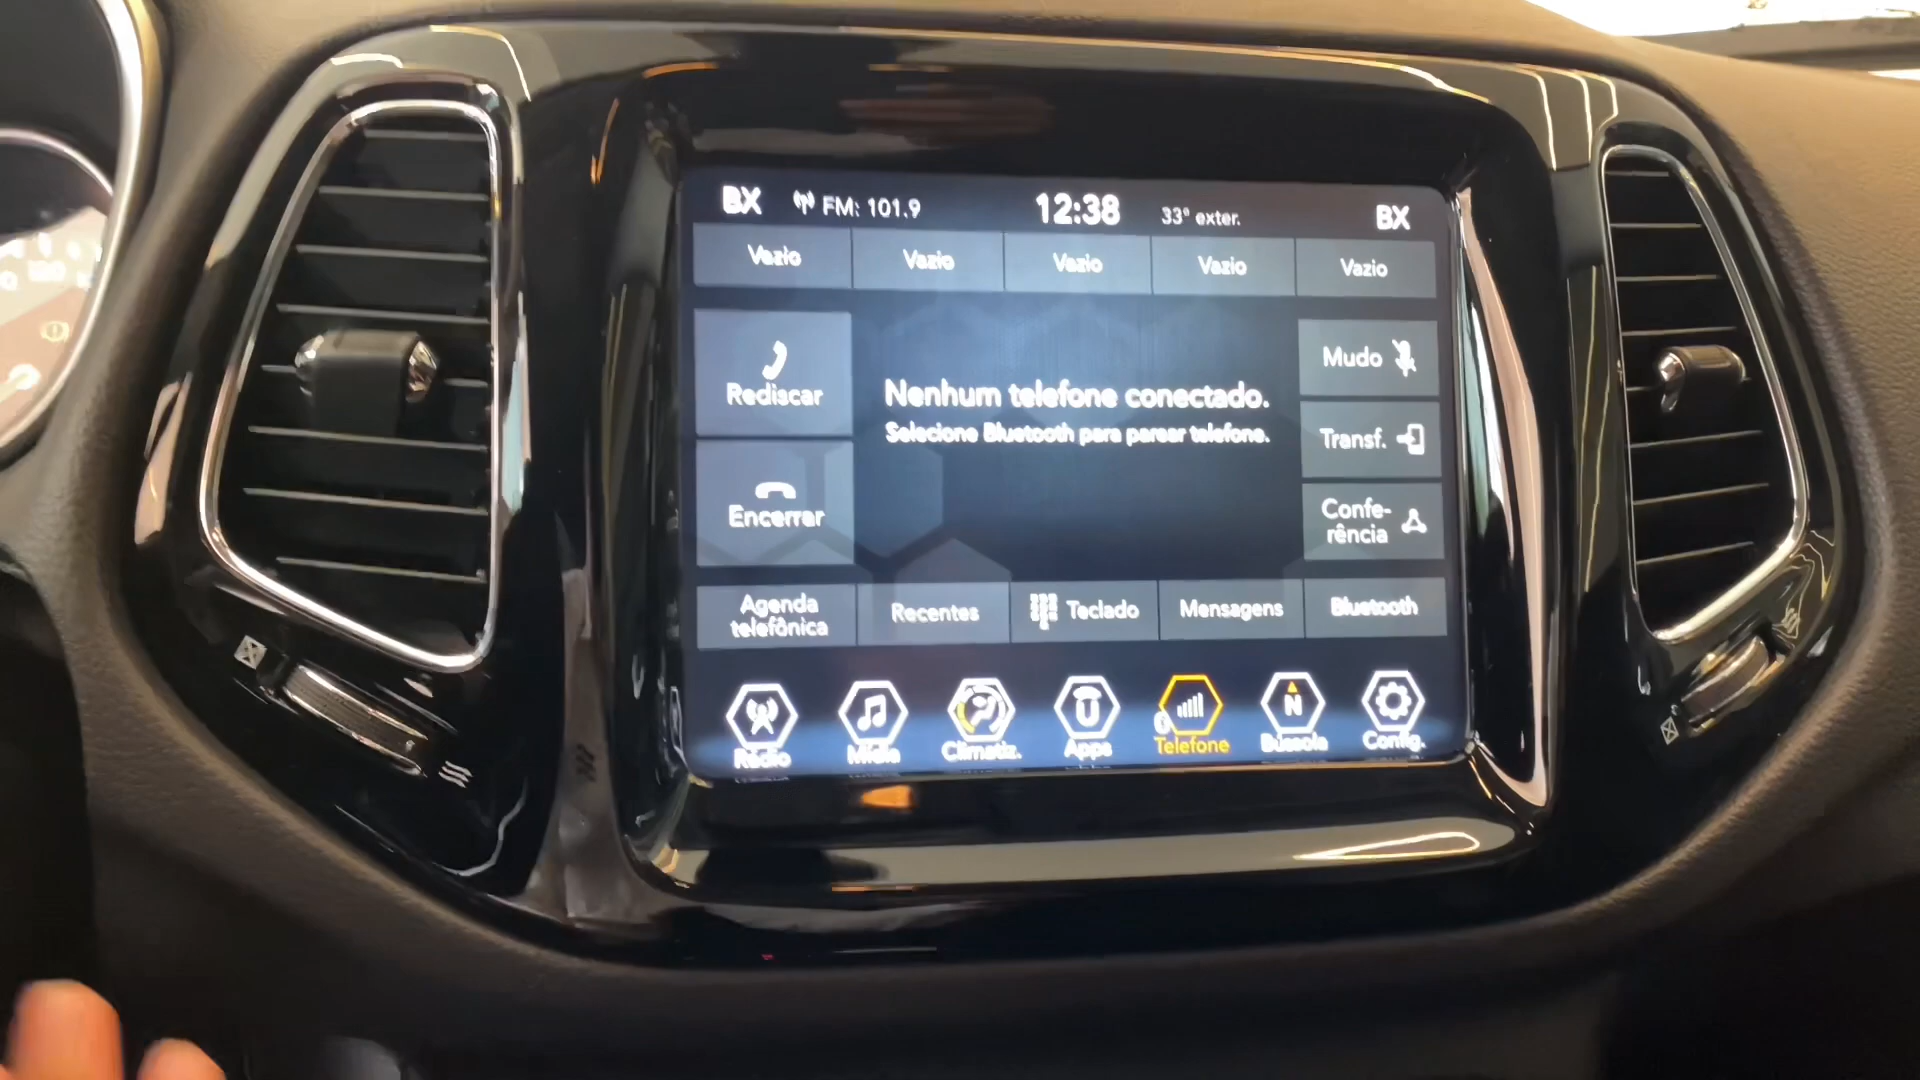 BX FM: 101.9 12:38 33° exter. BX
Vazio Vazio Vazio Vazio Vazio
Rediscar
Mudo
Nenhum telefone conectado.
Selecione Bluetooth para parear telefone.
Transf.
Encerrar
Confe-
rência
Agenda
telefônica
Recentes
Teclado
Mensagens
Bluetooth
Rádio Mídia Climatiz. Apps Telefone Bússola Config.
N